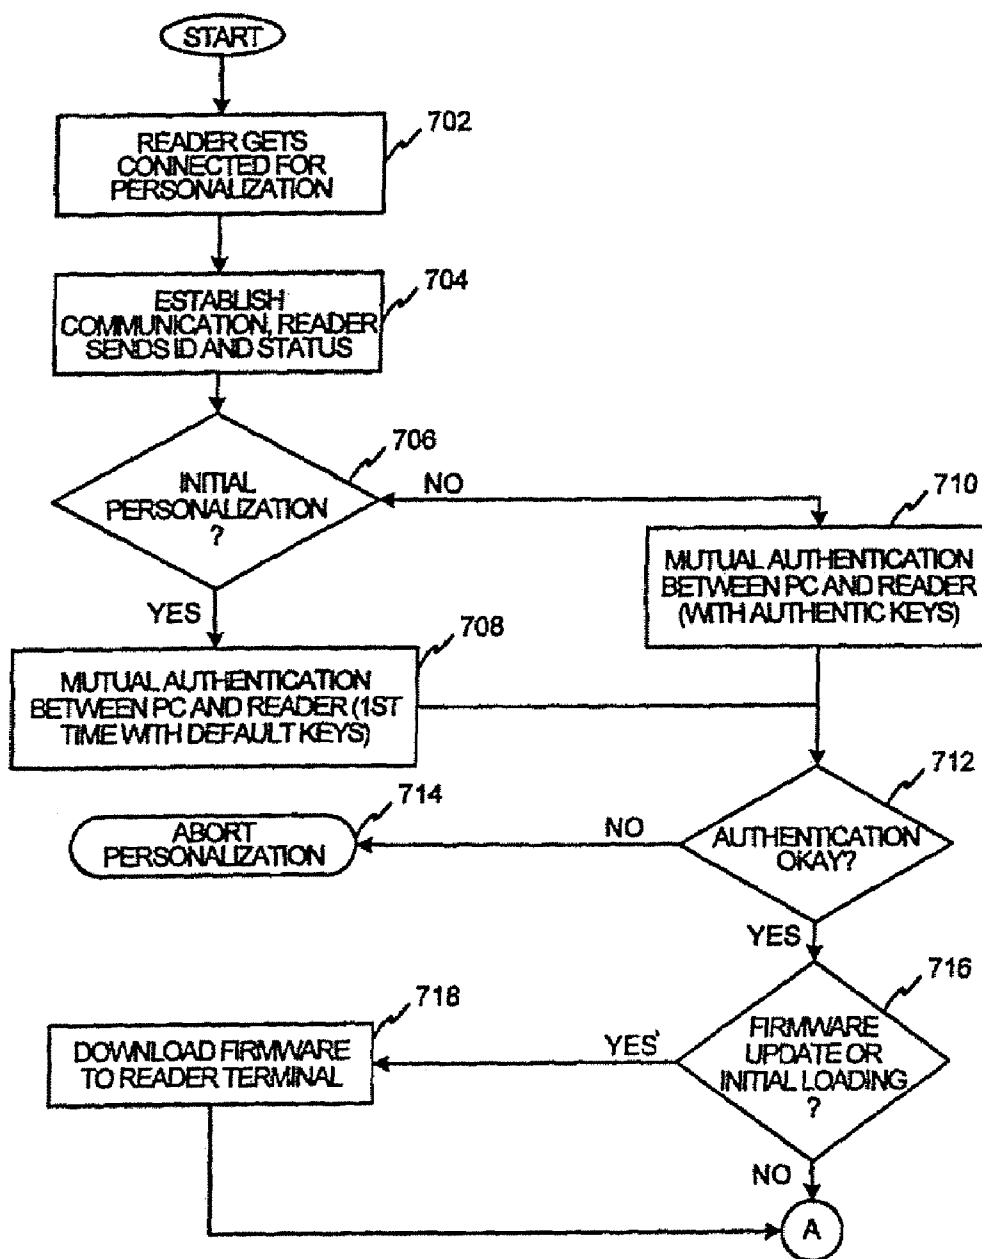 START
702
READER GETS
CONNECTED FOR
PERSONALIZATION
704
ESTABLISH
COMMUNICATION, READER
SENDS ID AND STATUS
706
INITIAL
PERSONALIZATION
?
NO
710
MUTUAL AUTHENTICATION
BETWEEN PC AND READER
(WITH AUTHENTIC KEYS)
YES
708
MUTUAL AUTHENTICATION
BETWEEN PC AND READER (1ST
TIME WITH DEFAULT KEYS)
712
AUTHENTICATION
OKAY?
NO
714
ABORT
PERSONALIZATION
YES
716
FIRMWARE
UPDATE OR
INITIAL LOADING
?
YES'
718
DOWNLOAD FIRMWARE
TO READER TERMINAL
NO
A